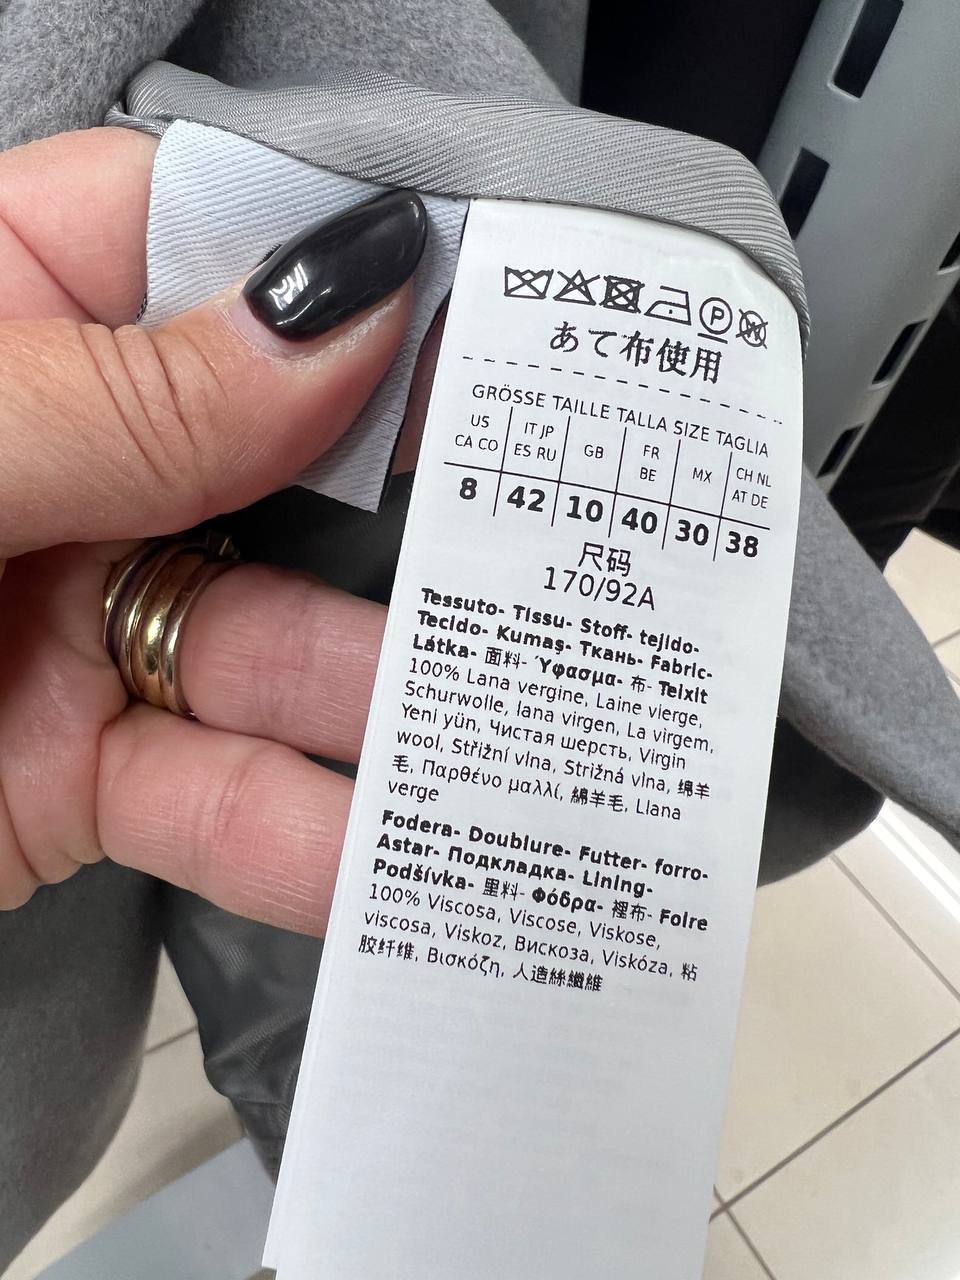 P W
あて布使用
GRÖSSE TAILLE TALLA SIZE TAGLIA
US CA CO | IT JP ES RU | GB | FR BE | MX | CH NL AT DE
8 | 42 | 10 | 40 | 30 | 38
尺码
170/92A
Tessuto- Tissu- Stoff- tejido-
Tecido- Kumaş- Ткань- Fabric-
Látka- 面料- Ύφασμα- 布- Teixit
100% Lana vergine, Laine vierge,
Schurwolle, lana virgen, La virgem,
Yeni yün, Чистая шерсть, Virgin
wool, Střižní vlna, Strižná vlna, 绵羊
毛, Παρθένο μαλλί, 綿羊毛, Llana
verge
Fodera- Doublure- Futter- forro-
Astar- Подкладка- Lining-
Podšívka- 里料- Φόδρα- 裡布- Folre
100% Viscosa, Viscose, Viskose,
viscosa, Viskoz, Вискоза, Viskóza, 粘
胶纤维, Βισκόζη, 人造絲纖維